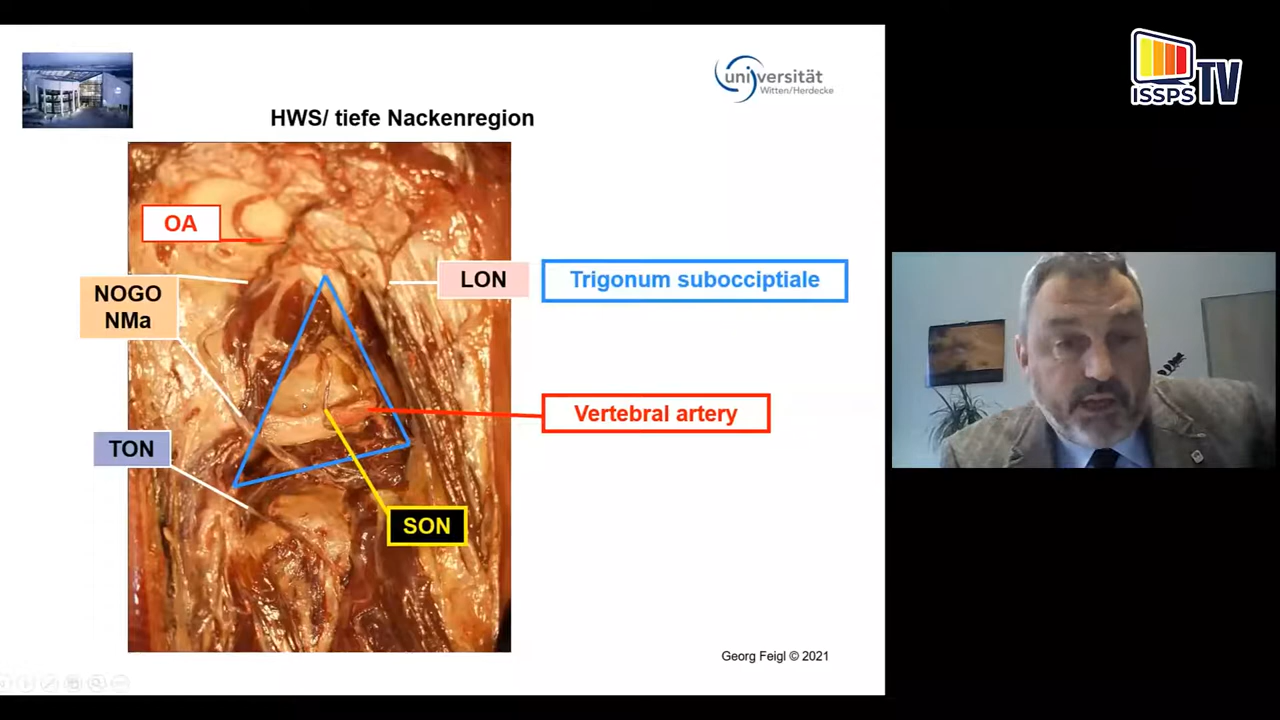 ISSPS TV
universität
Witten/Herdecke
HWS/ tiefe Nackenregion
OA
LON
Trigonum subocciptiale
NOGO
NMa
Vertebral artery
TON
SON
Georg Feigl © 2021